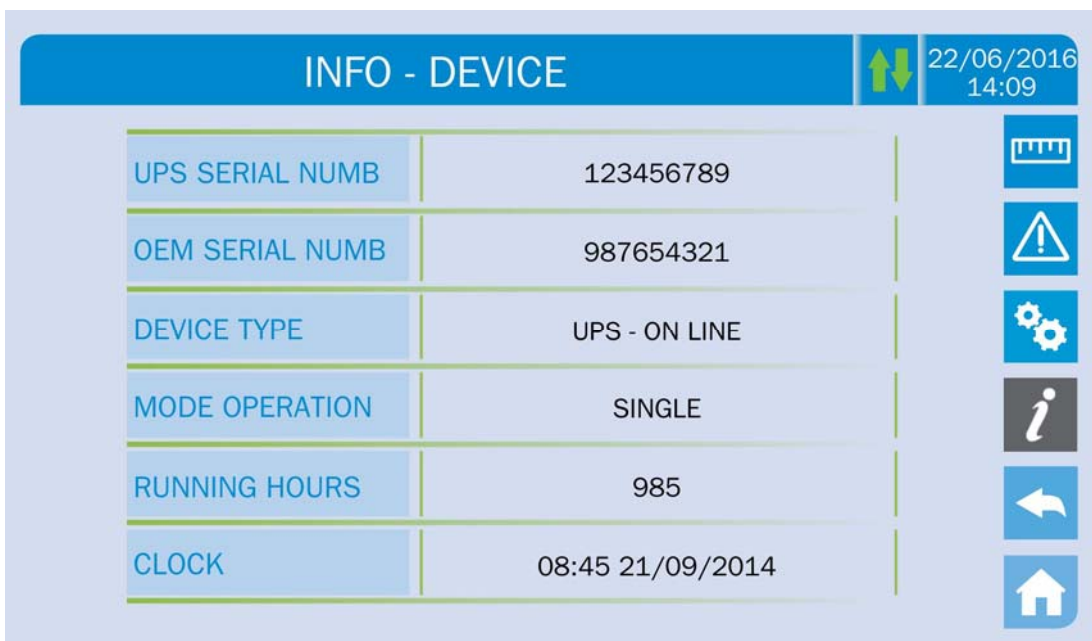 INFO - DEVICE
22/06/2016
14:09
UPS SERIAL NUMB 123456789
OEM SERIAL NUMB 987654321
DEVICE TYPE UPS - ON LINE
MODE OPERATION SINGLE
RUNNING HOURS 985
CLOCK 08:45 21/09/2014